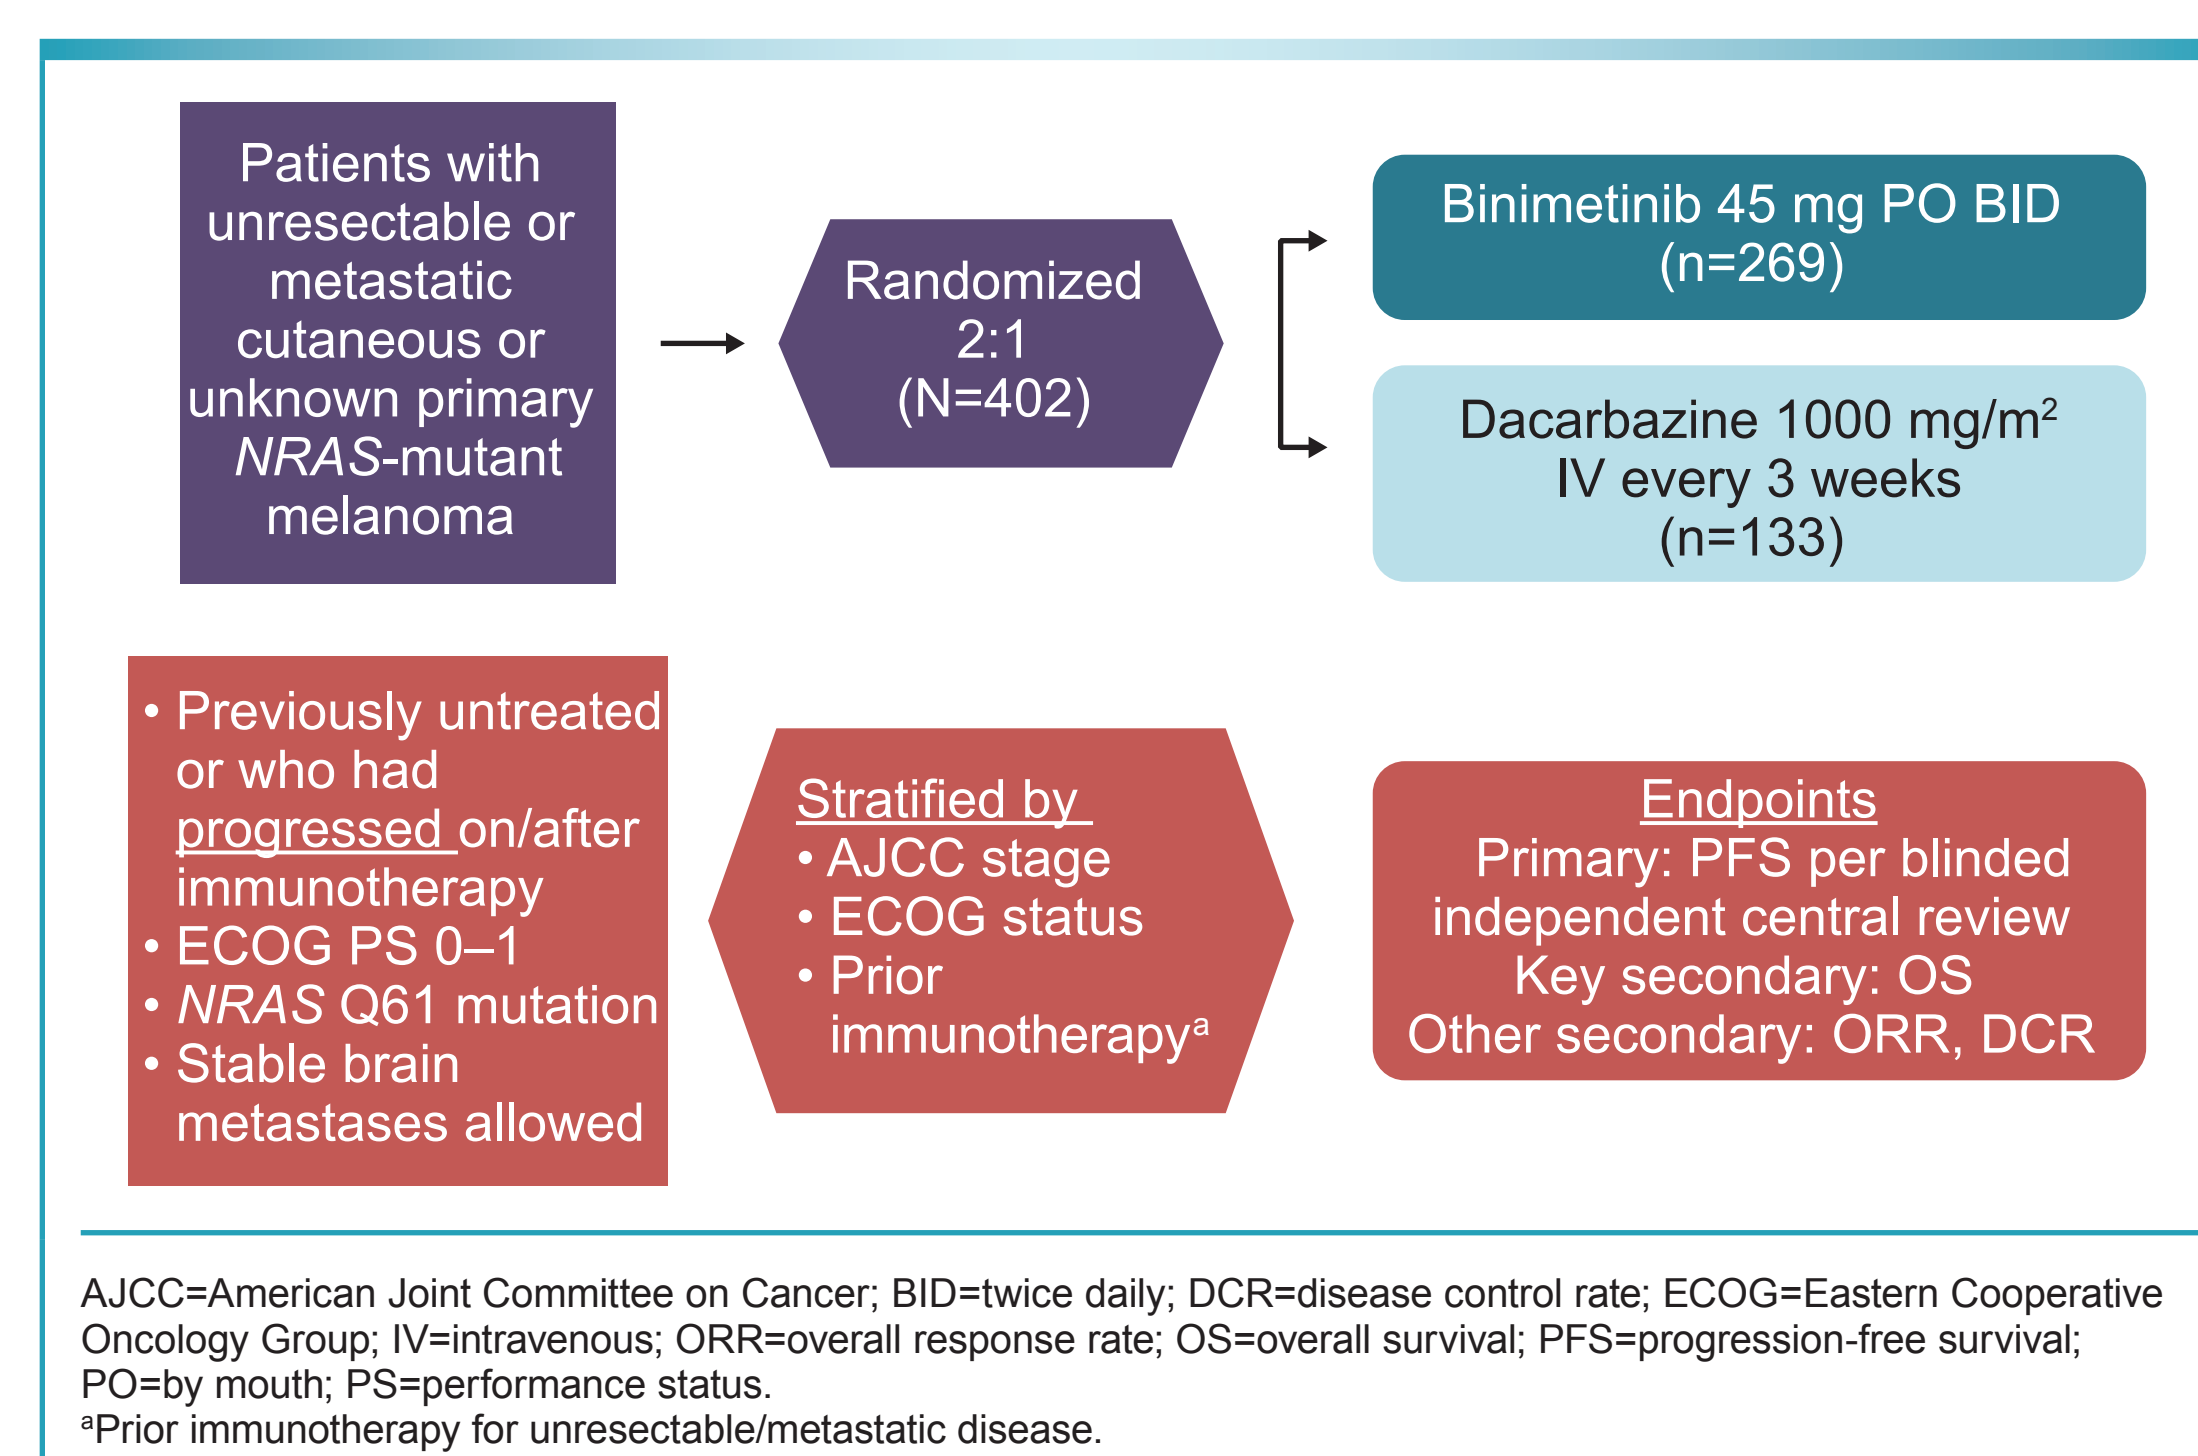 Patients with
unresectable or
metastatic
cutaneous or
unknown primary
NRAS-mutant
melanoma
Randomized
2:1
(N=402)
Binimetinib 45 mg PO BID
(n=269)
Dacarbazine 1000 mg/m²
IV every 3 weeks
(n=133)
• Previously untreated
or who had
progressed on/after
immunotherapy
• ECOG PS 0–1
• NRAS Q61 mutation
• Stable brain
metastases allowed
Stratified by
• AJCC stage
• ECOG status
• Prior
immunotherapyᵃ
Endpoints
Primary: PFS per blinded
independent central review
Key secondary: OS
Other secondary: ORR, DCR
AJCC=American Joint Committee on Cancer; BID=twice daily; DCR=disease control rate; ECOG=Eastern Cooperative
Oncology Group; IV=intravenous; ORR=overall response rate; OS=overall survival; PFS=progression-free survival;
PO=by mouth; PS=performance status.
ᵃPrior immunotherapy for unresectable/metastatic disease.